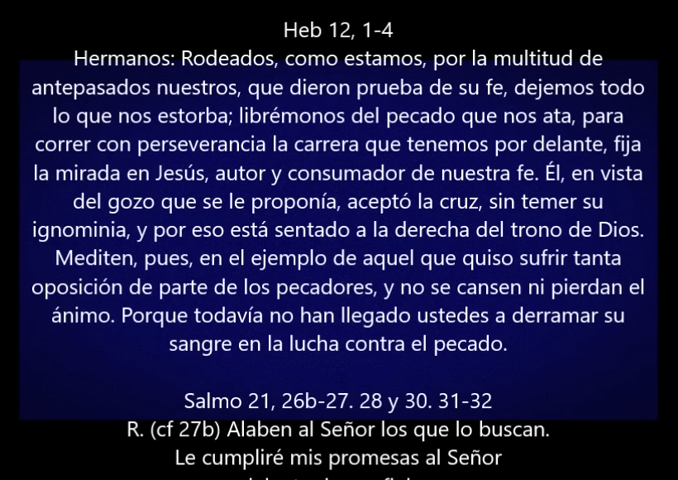 Heb 12, 1-4
Hermanos: Rodeados, como estamos, por la multitud de
antepasados nuestros, que dieron prueba de su fe, dejemos todo
lo que nos estorba; librémonos del pecado que nos ata, para
correr con perseverancia la carrera que tenemos por delante, fija
la mirada en Jesús, autor y consumador de nuestra fe. Él, en vista
del gozo que se le proponía, aceptó la cruz, sin temer su
ignominia, y por eso está sentado a la derecha del trono de Dios.
Mediten, pues, en el ejemplo de aquel que quiso sufrir tanta
oposición de parte de los pecadores, y no se cansen ni pierdan el
ánimo. Porque todavía no han llegado ustedes a derramar su
sangre en la lucha contra el pecado.
Salmo 21, 26b-27. 28 y 30. 31-32
R. (cf 27b) Alaben al Señor los que lo buscan.
Le cumpliré mis promesas al Señor